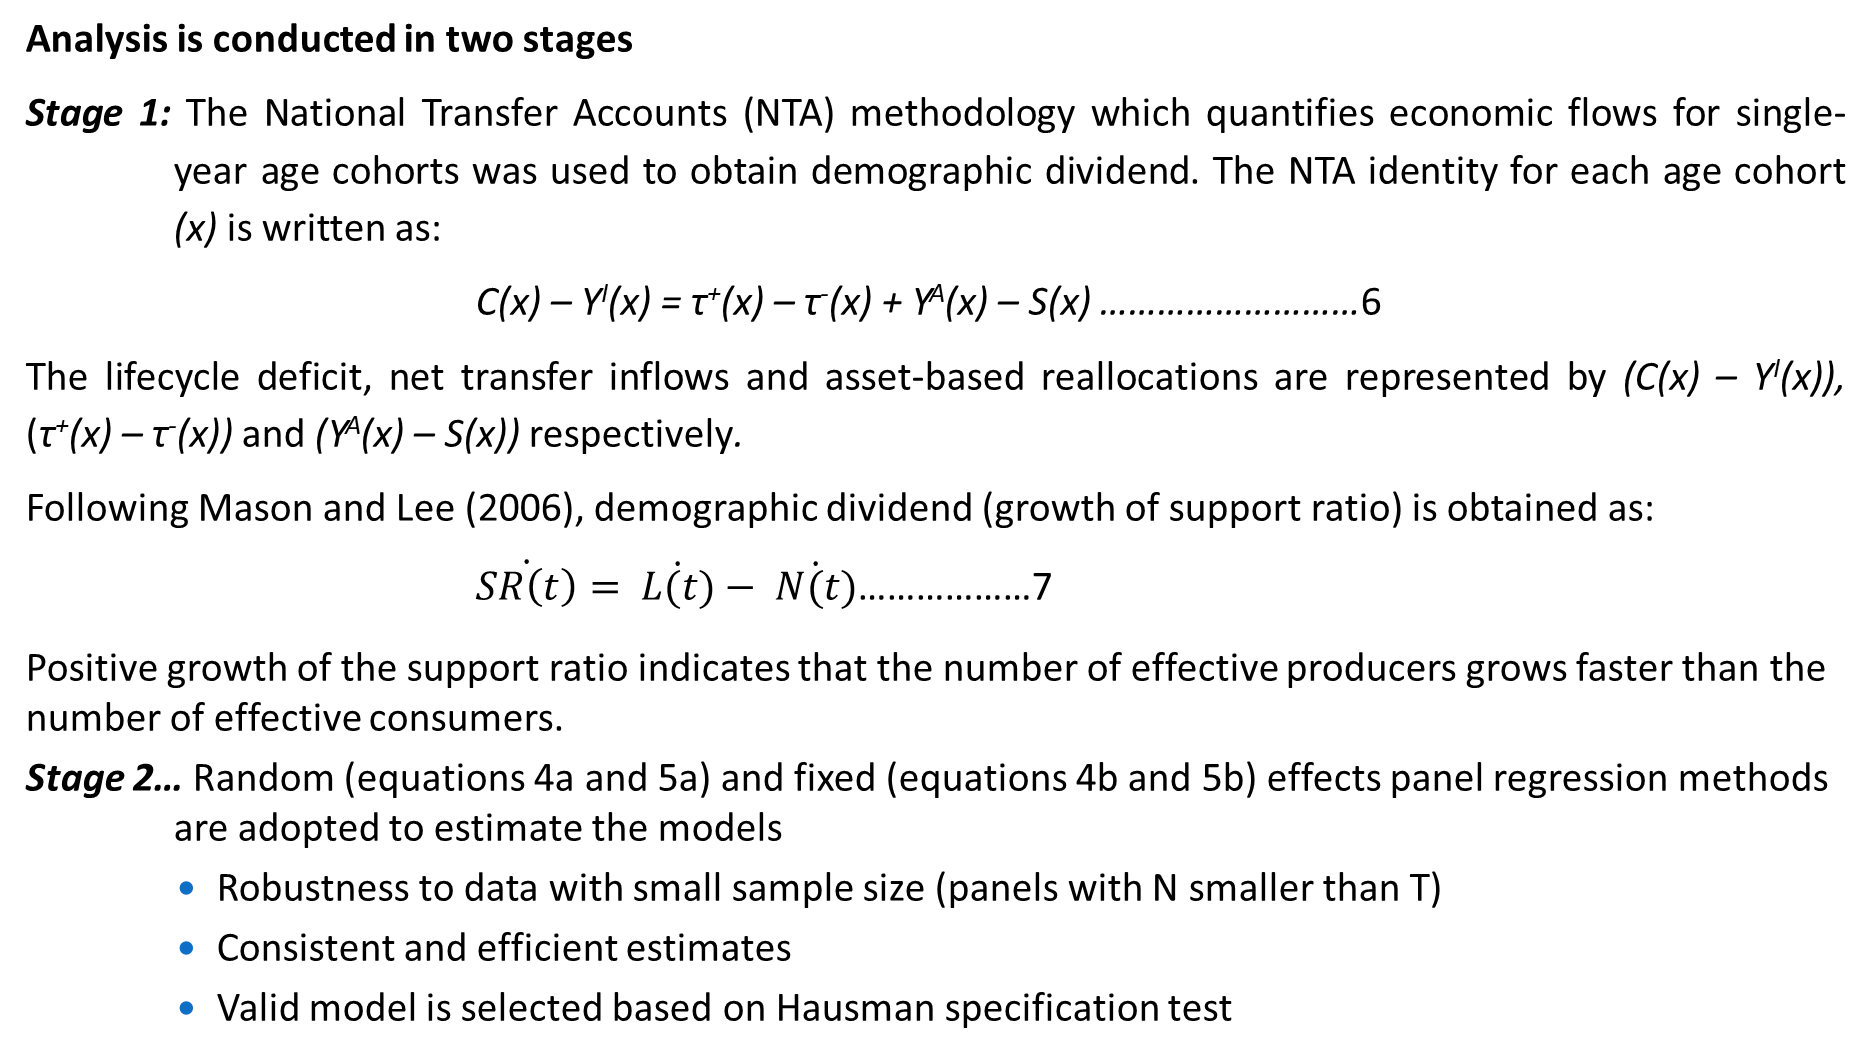 Analysis is conducted in two stages
Stage 1: The National Transfer Accounts (NTA) methodology which quantifies economic flows for single-
year age cohorts was used to obtain demographic dividend. The NTA identity for each age cohort
(x) is written as:
C(x) – Yˡ(x) = τ⁺(x) – τ⁻(x) + Yᴬ(x) – S(x) ………………………6
The lifecycle deficit, net transfer inflows and asset-based reallocations are represented by (C(x) – Yˡ(x)),
(τ⁺(x) – τ⁻(x)) and (Yᴬ(x) – S(x)) respectively.
Following Mason and Lee (2006), demographic dividend (growth of support ratio) is obtained as:
SṘ(t) = L̇(t) − Ṅ(t)………………7
Positive growth of the support ratio indicates that the number of effective producers grows faster than the
number of effective consumers.
Stage 2… Random (equations 4a and 5a) and fixed (equations 4b and 5b) effects panel regression methods
are adopted to estimate the models
• Robustness to data with small sample size (panels with N smaller than T)
• Consistent and efficient estimates
• Valid model is selected based on Hausman specification test